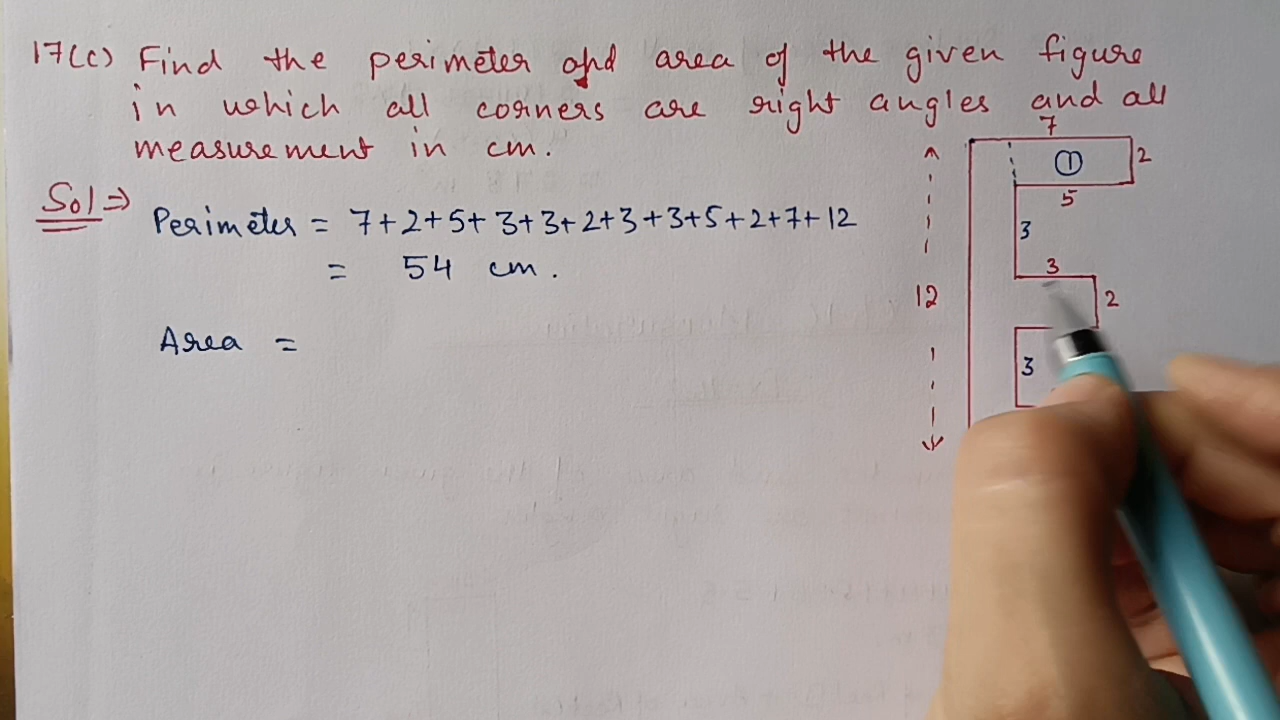 17(c) Find the perimeter and area of the given figure
in which all corners are right angles and all
measurement in cm.
7
① 2
5
Sol ⇒
Perimeter = 7+2+5+3+3+2+3+3+5+2+7+12
= 54 cm.
3
3
12
2
3
Area =